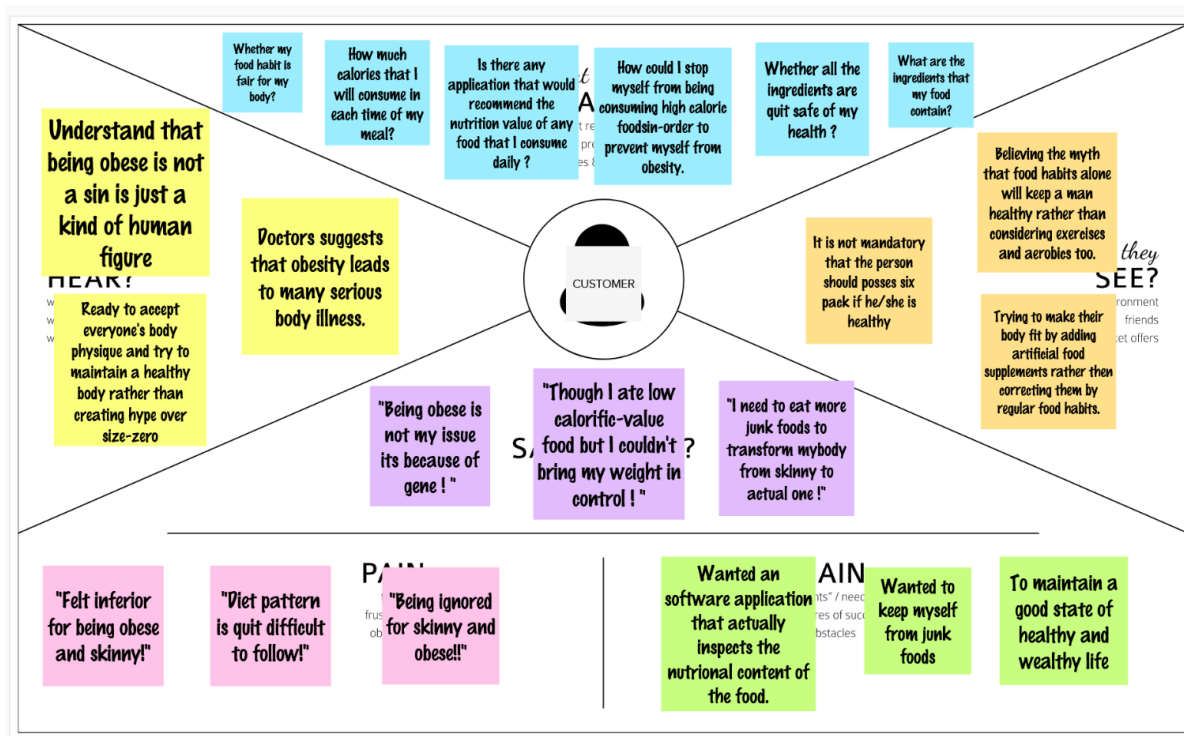 Whether my
food habit is
fair for my
body?
How much
calories that I
will consume in
each time of my
meal?
Is there any
application that would
recommend the
nutrition value of any
food that I consume
daily ?
How could I stop
myself from being
consuming high caloric
foodsin-order to
prevent myself from
obesity.
Whether all the
ingredients are
quit safe of my
health ?
What are the
ingredients that
my food
contain?
Understand that
being obese is not
a sin is just a
kind of human
figure
Doctors suggests
that obesity leads
to many serious
body illness.
HEAR?
Ready to accept
everyone's body
physique and try to
maintain a healthy
body rather than
creating hype over
size-zero
CUSTOMER
It is not mandatory
that the person
should posses six
pack if he/she is
healthy
Believing the myth
that food habits alone
will keep a man
healthy rather than
considering exercises
and aerobics too.
they
SEE?
friends
offers
Trying to make their
body fit by adding
artificial food
supplements rather then
correcting them by
regular food habits.
"Being obese is
not my issue
its because of
gene ! "
"Though I ate low
calorific-value
food but I couldn't
bring my weight in
control ! "
"I need to eat more
junk foods to
transform mybody
from skinny to
actual one !"
PAIN
"Felt inferior
for being obese
and skinny!"
"Diet pattern
is quit difficult
to follow!"
"Being ignored
for skinny and
obese!!"
Wanted an
software application
that actually
inspects the
nutrional content of
the food.
/ need
Wanted to
keep myself
from junk
foods
To maintain a
good state of
healthy and
wealthy life